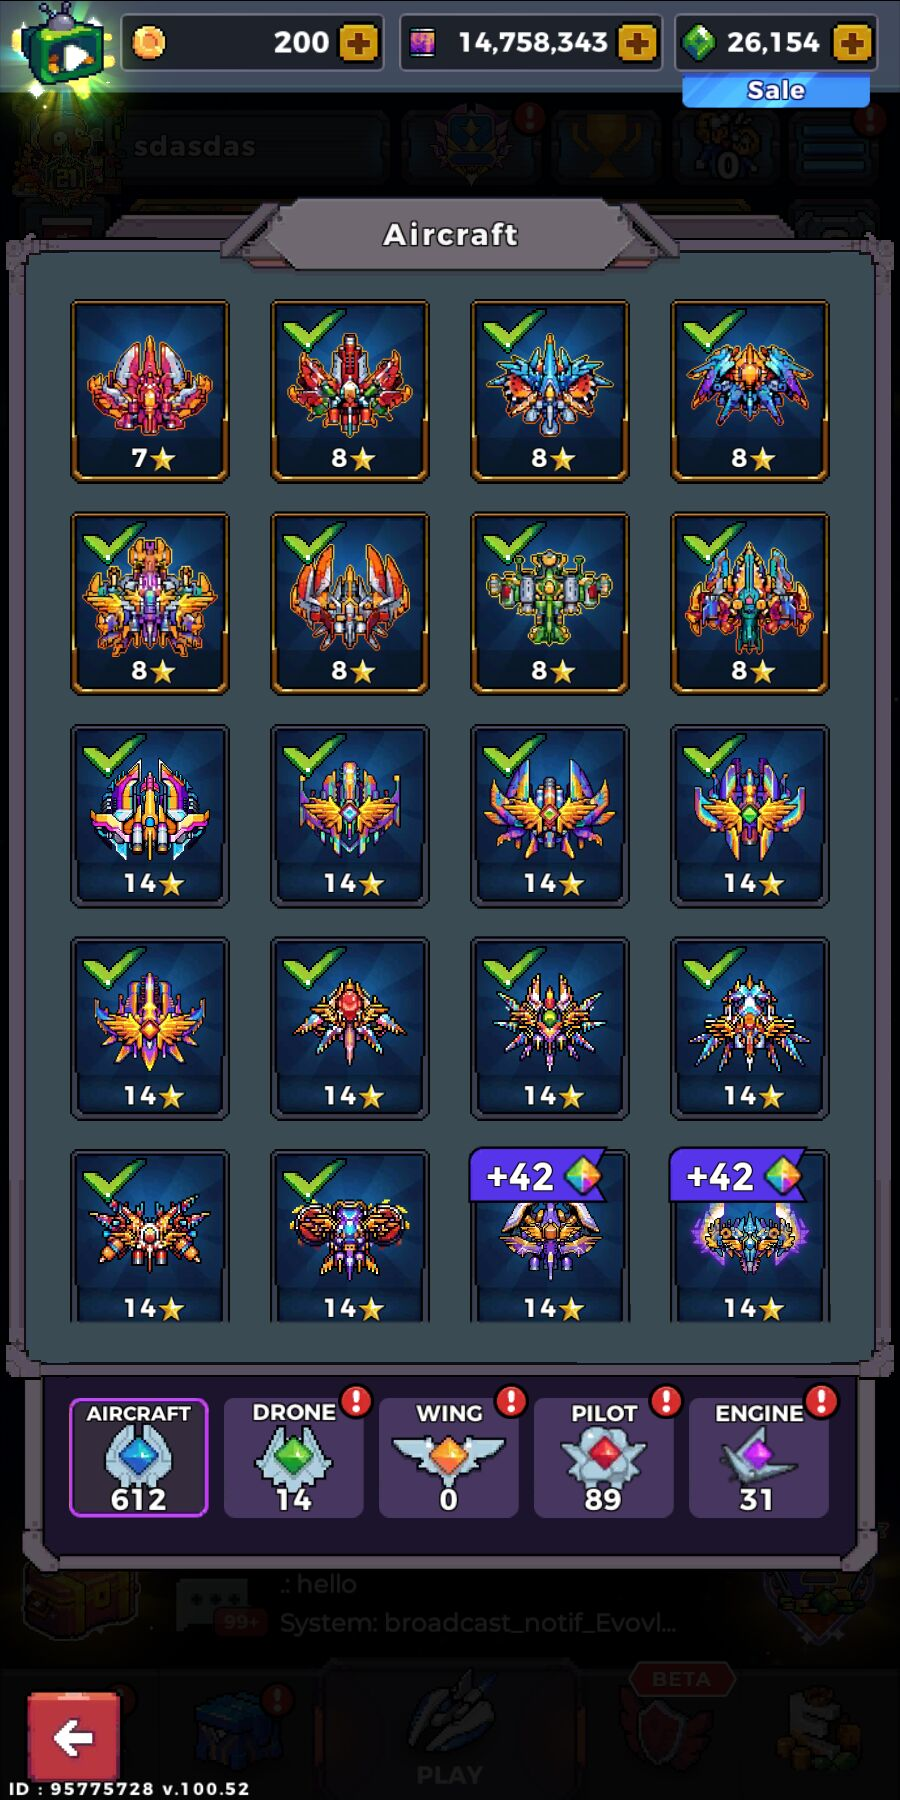 200
14,758,343
26,154
Sale
sdasdas
21
0
Aircraft
7
8
8
8
8
8
8
8
14
14
14
14
14
14
14
14
14
14
+42
14
+42
14
AIRCRAFT
612
DRONE
14
WING
0
PILOT
89
ENGINE
31
.: hello
99+
System: broadcast_notif_Evovl...
BETA
PLAY
ID : 95775728 v.100.52